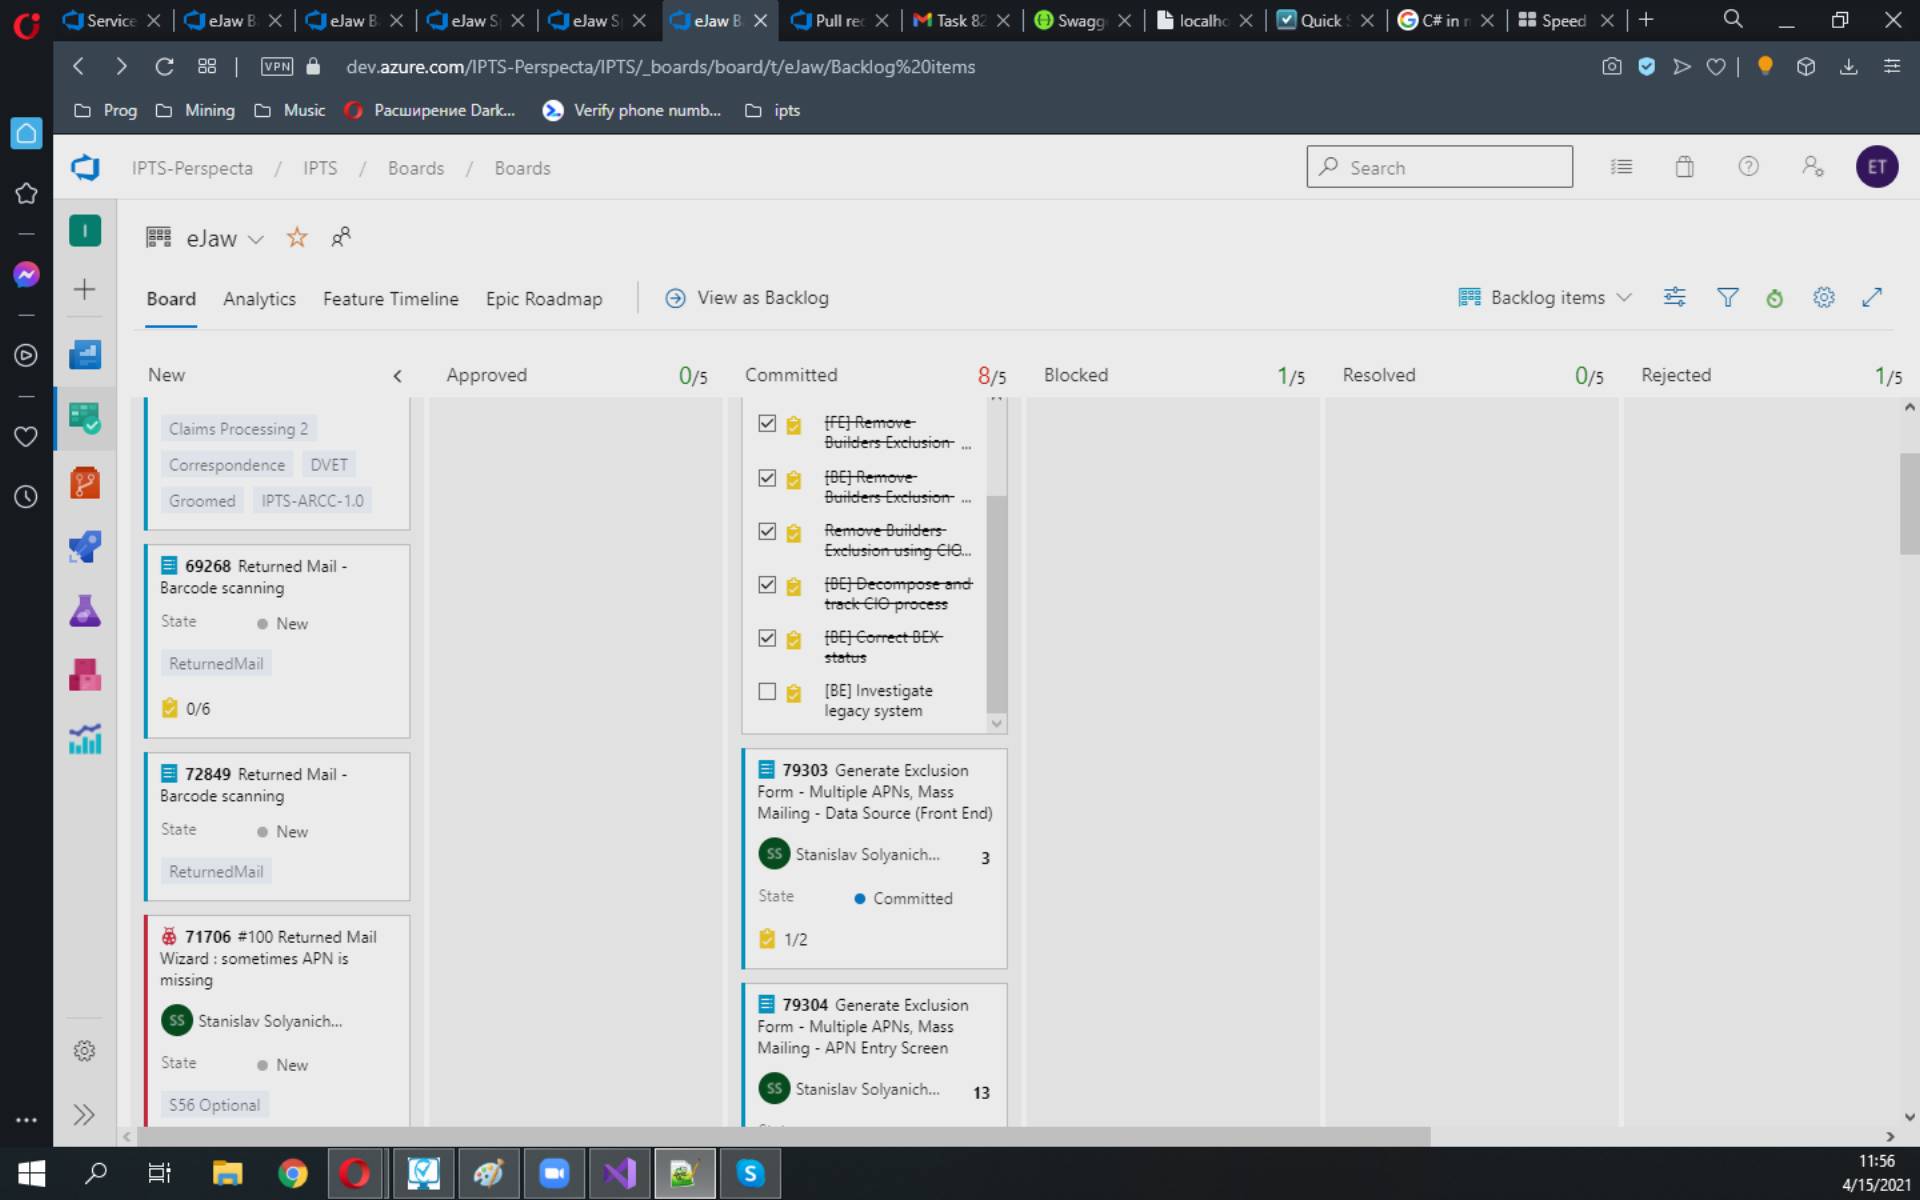 Service
eJaw B
eJaw B
eJaw S
eJaw S
eJaw B
Pull re
Task 82
Swagg
localho
Quick
C# in r
Speed
VPN
dev.azure.com/IPTS-Perspecta/IPTS/_boards/board/t/eJaw/Backlog%20items
Prog
Mining
Music
Расширение Dark...
Verify phone numb...
ipts
IPTS-Perspecta / IPTS / Boards / Boards
Search
ET
I
eJaw
Board
Analytics
Feature Timeline
Epic Roadmap
View as Backlog
Backlog items
New
Approved 0/5
Committed 8/5
Blocked 1/5
Resolved 0/5
Rejected 1/5
Claims Processing 2
Correspondence DVET
Groomed IPTS-ARCC-1.0
69268 Returned Mail -
Barcode scanning
State New
ReturnedMail
0/6
72849 Returned Mail -
Barcode scanning
State New
ReturnedMail
71706 #100 Returned Mail
Wizard : sometimes APN is
missing
SS Stanislav Solyanich...
State New
S56 Optional
[FE] Remove
Builders Exclusion ...
[BE] Remove
Builders Exclusion ...
Remove Builders
Exclusion using CIO...
[BE] Decompose and
track CIO process
[BE] Correct BEX
status
[BE] Investigate
legacy system
79303 Generate Exclusion
Form - Multiple APNs, Mass
Mailing - Data Source (Front End)
SS Stanislav Solyanich... 3
State Committed
1/2
79304 Generate Exclusion
Form - Multiple APNs, Mass
Mailing - APN Entry Screen
SS Stanislav Solyanich... 13
11:56
4/15/2021